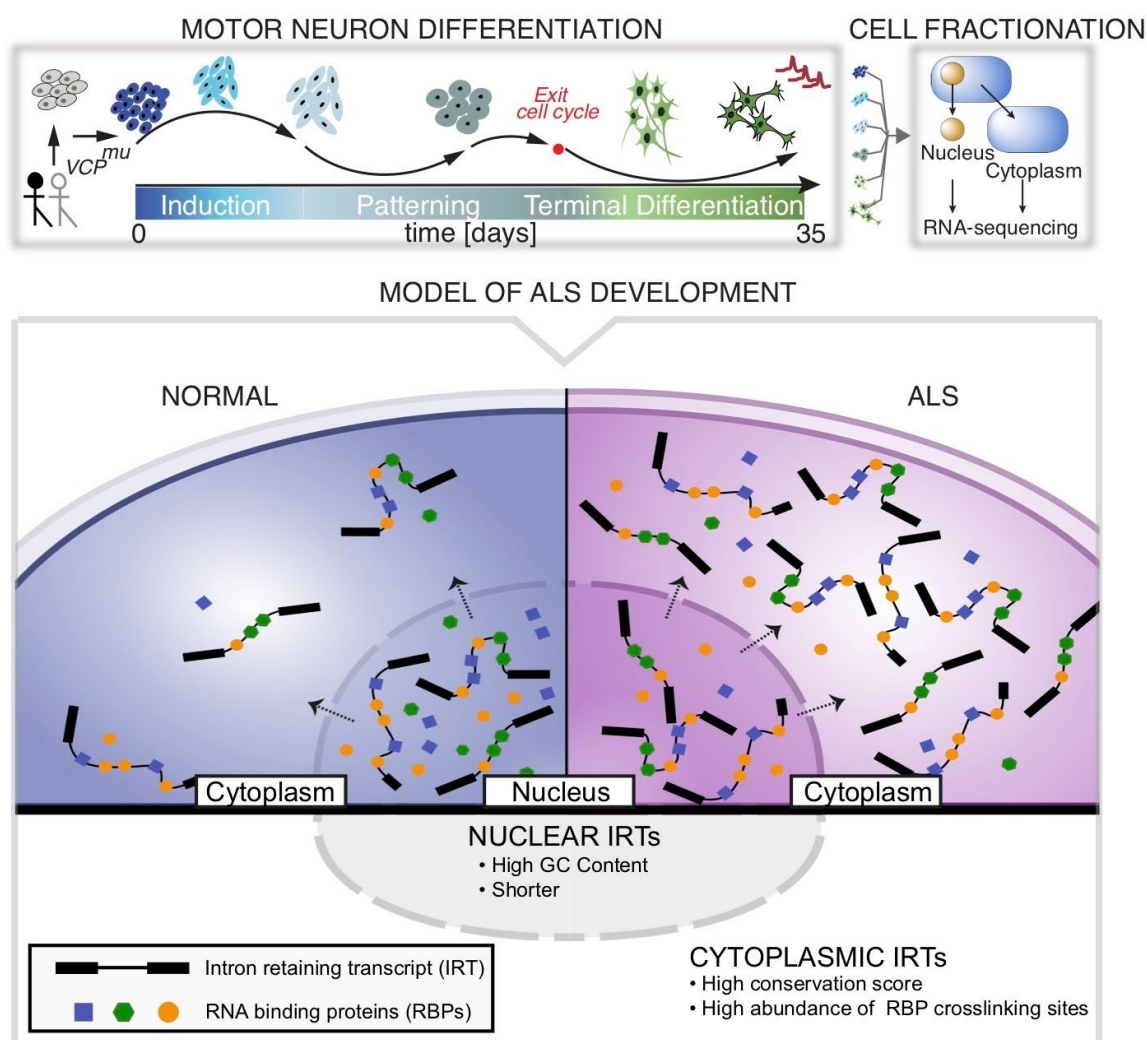 MOTOR NEURON DIFFERENTIATION
CELL FRACTIONATION
Exit
cell cycle
VCPmu
Induction
Patterning
Terminal Differentiation
0
time [days]
35
Nucleus
Cytoplasm
RNA-sequencing
MODEL OF ALS DEVELOPMENT
NORMAL
ALS
Cytoplasm
Nucleus
Cytoplasm
NUCLEAR IRTs
• High GC Content
• Shorter
Intron retaining transcript (IRT)
RNA binding proteins (RBPs)
CYTOPLASMIC IRTs
• High conservation score
• High abundance of RBP crosslinking sites